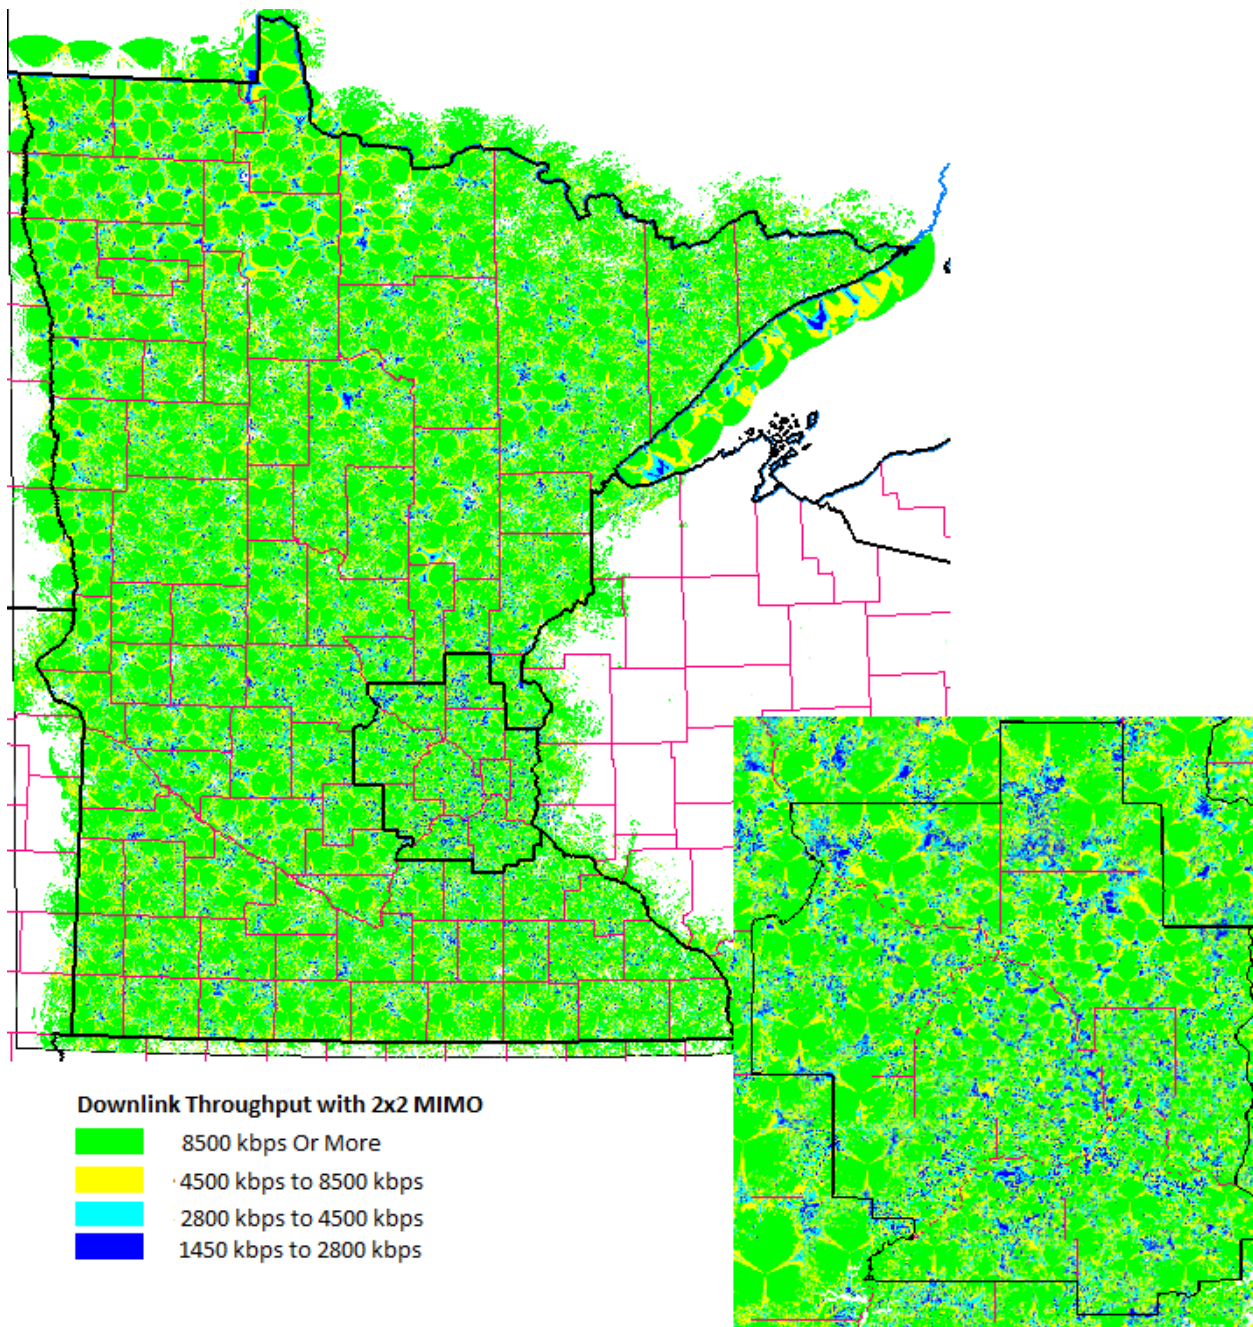 Downlink Throughput with 2x2 MIMO
8500 kbps Or More
4500 kbps to 8500 kbps
2800 kbps to 4500 kbps
1450 kbps to 2800 kbps